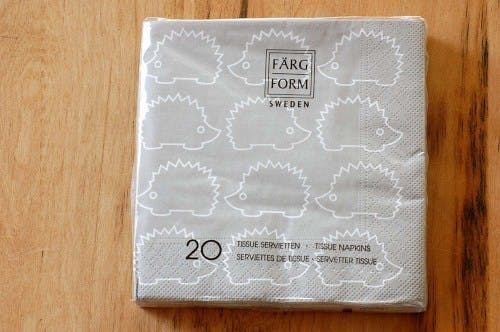 FÄRG
FORM
SWEDEN
20 TISSUE SERVIETTEN · TISSUE NAPKINS
SERVIETTES DE TISSUE · SERVETTER TISSUE